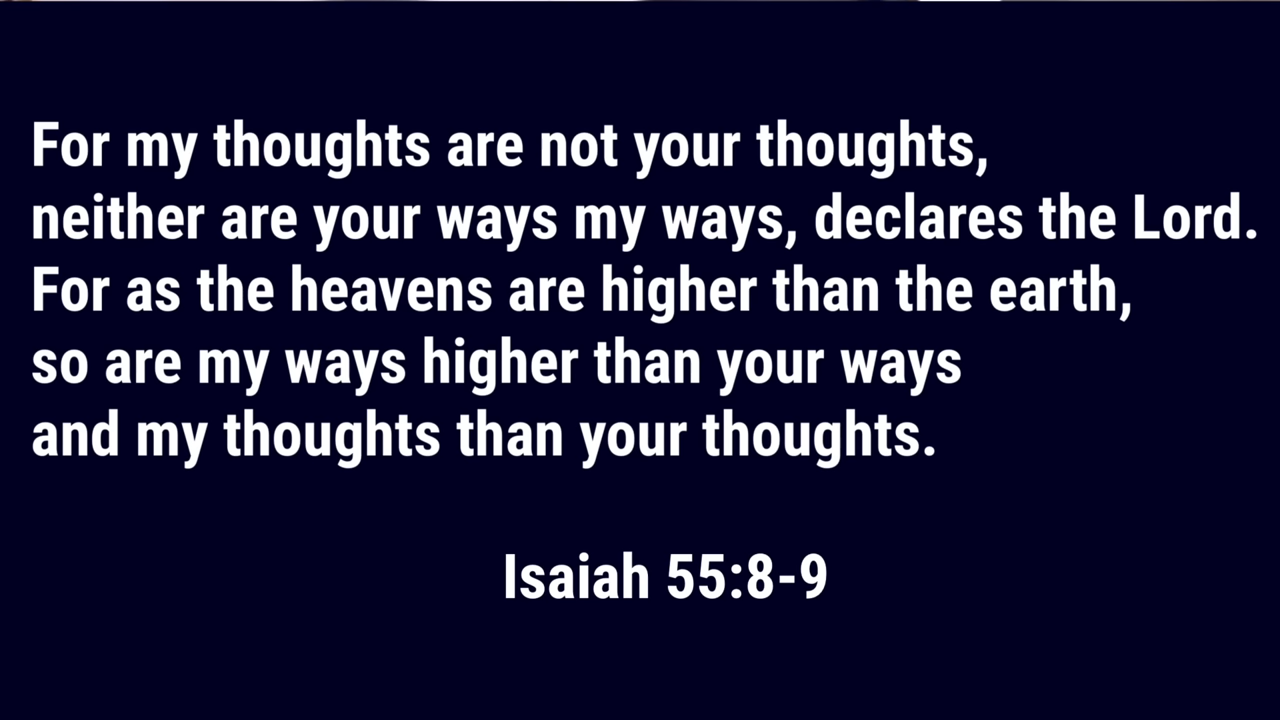 For my thoughts are not your thoughts,
neither are your ways my ways, declares the Lord.
For as the heavens are higher than the earth,
so are my ways higher than your ways
and my thoughts than your thoughts.
Isaiah 55:8-9